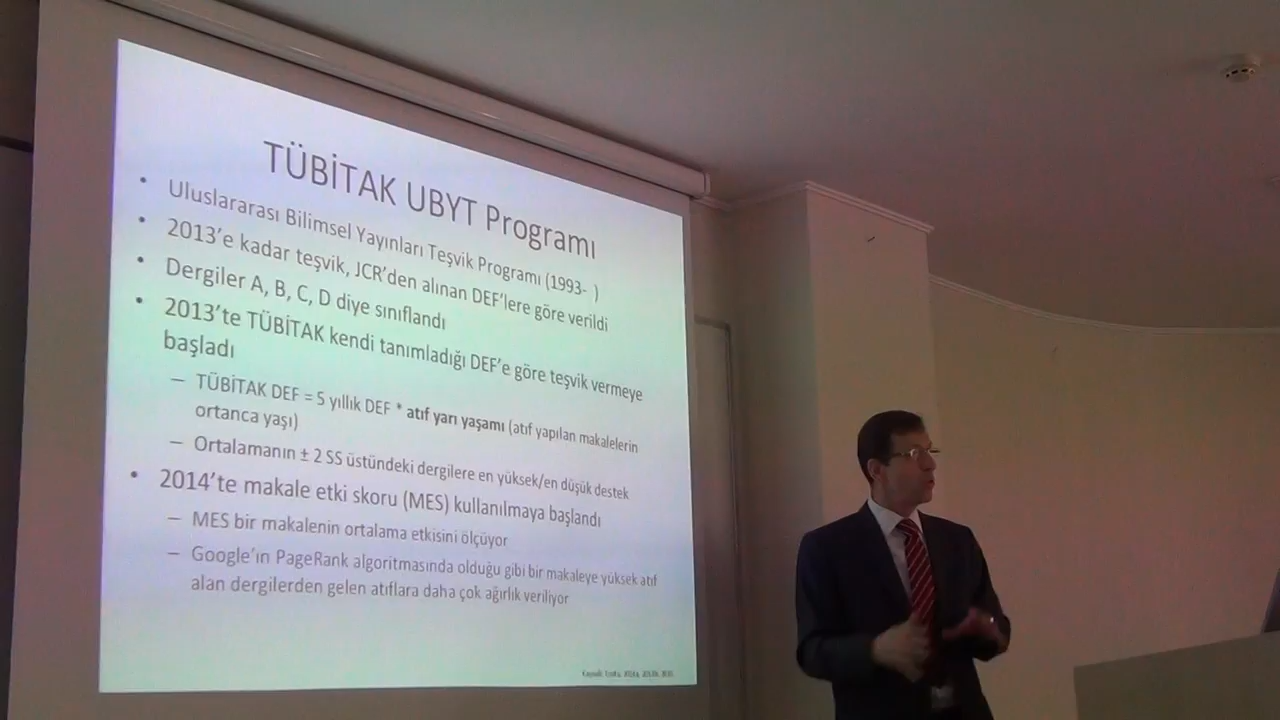 TÜBİTAK UBYT Programı
• Uluslararası Bilimsel Yayınları Teşvik Programı (1993- )
• 2013’e kadar teşvik, JCR’den alınan DEF’lere göre verildi
• Dergiler A, B, C, D diye sınıflandı
• 2013’te TÜBİTAK kendi tanımladığı DEF’e göre teşvik vermeye
başladı
– TÜBİTAK DEF = 5 yıllık DEF * atıf yarı yaşamı (atıf yapılan makalelerin
ortanca yaşı)
– Ortalamanın ± 2 SS üstündeki dergilere en yüksek/en düşük destek
• 2014’te makale etki skoru (MES) kullanılmaya başlandı
– MES bir makalenin ortalama etkisini ölçüyor
– Google’ın PageRank algoritmasında olduğu gibi bir makaleye yüksek atıf
alan dergilerden gelen atıflara daha çok ağırlık veriliyor